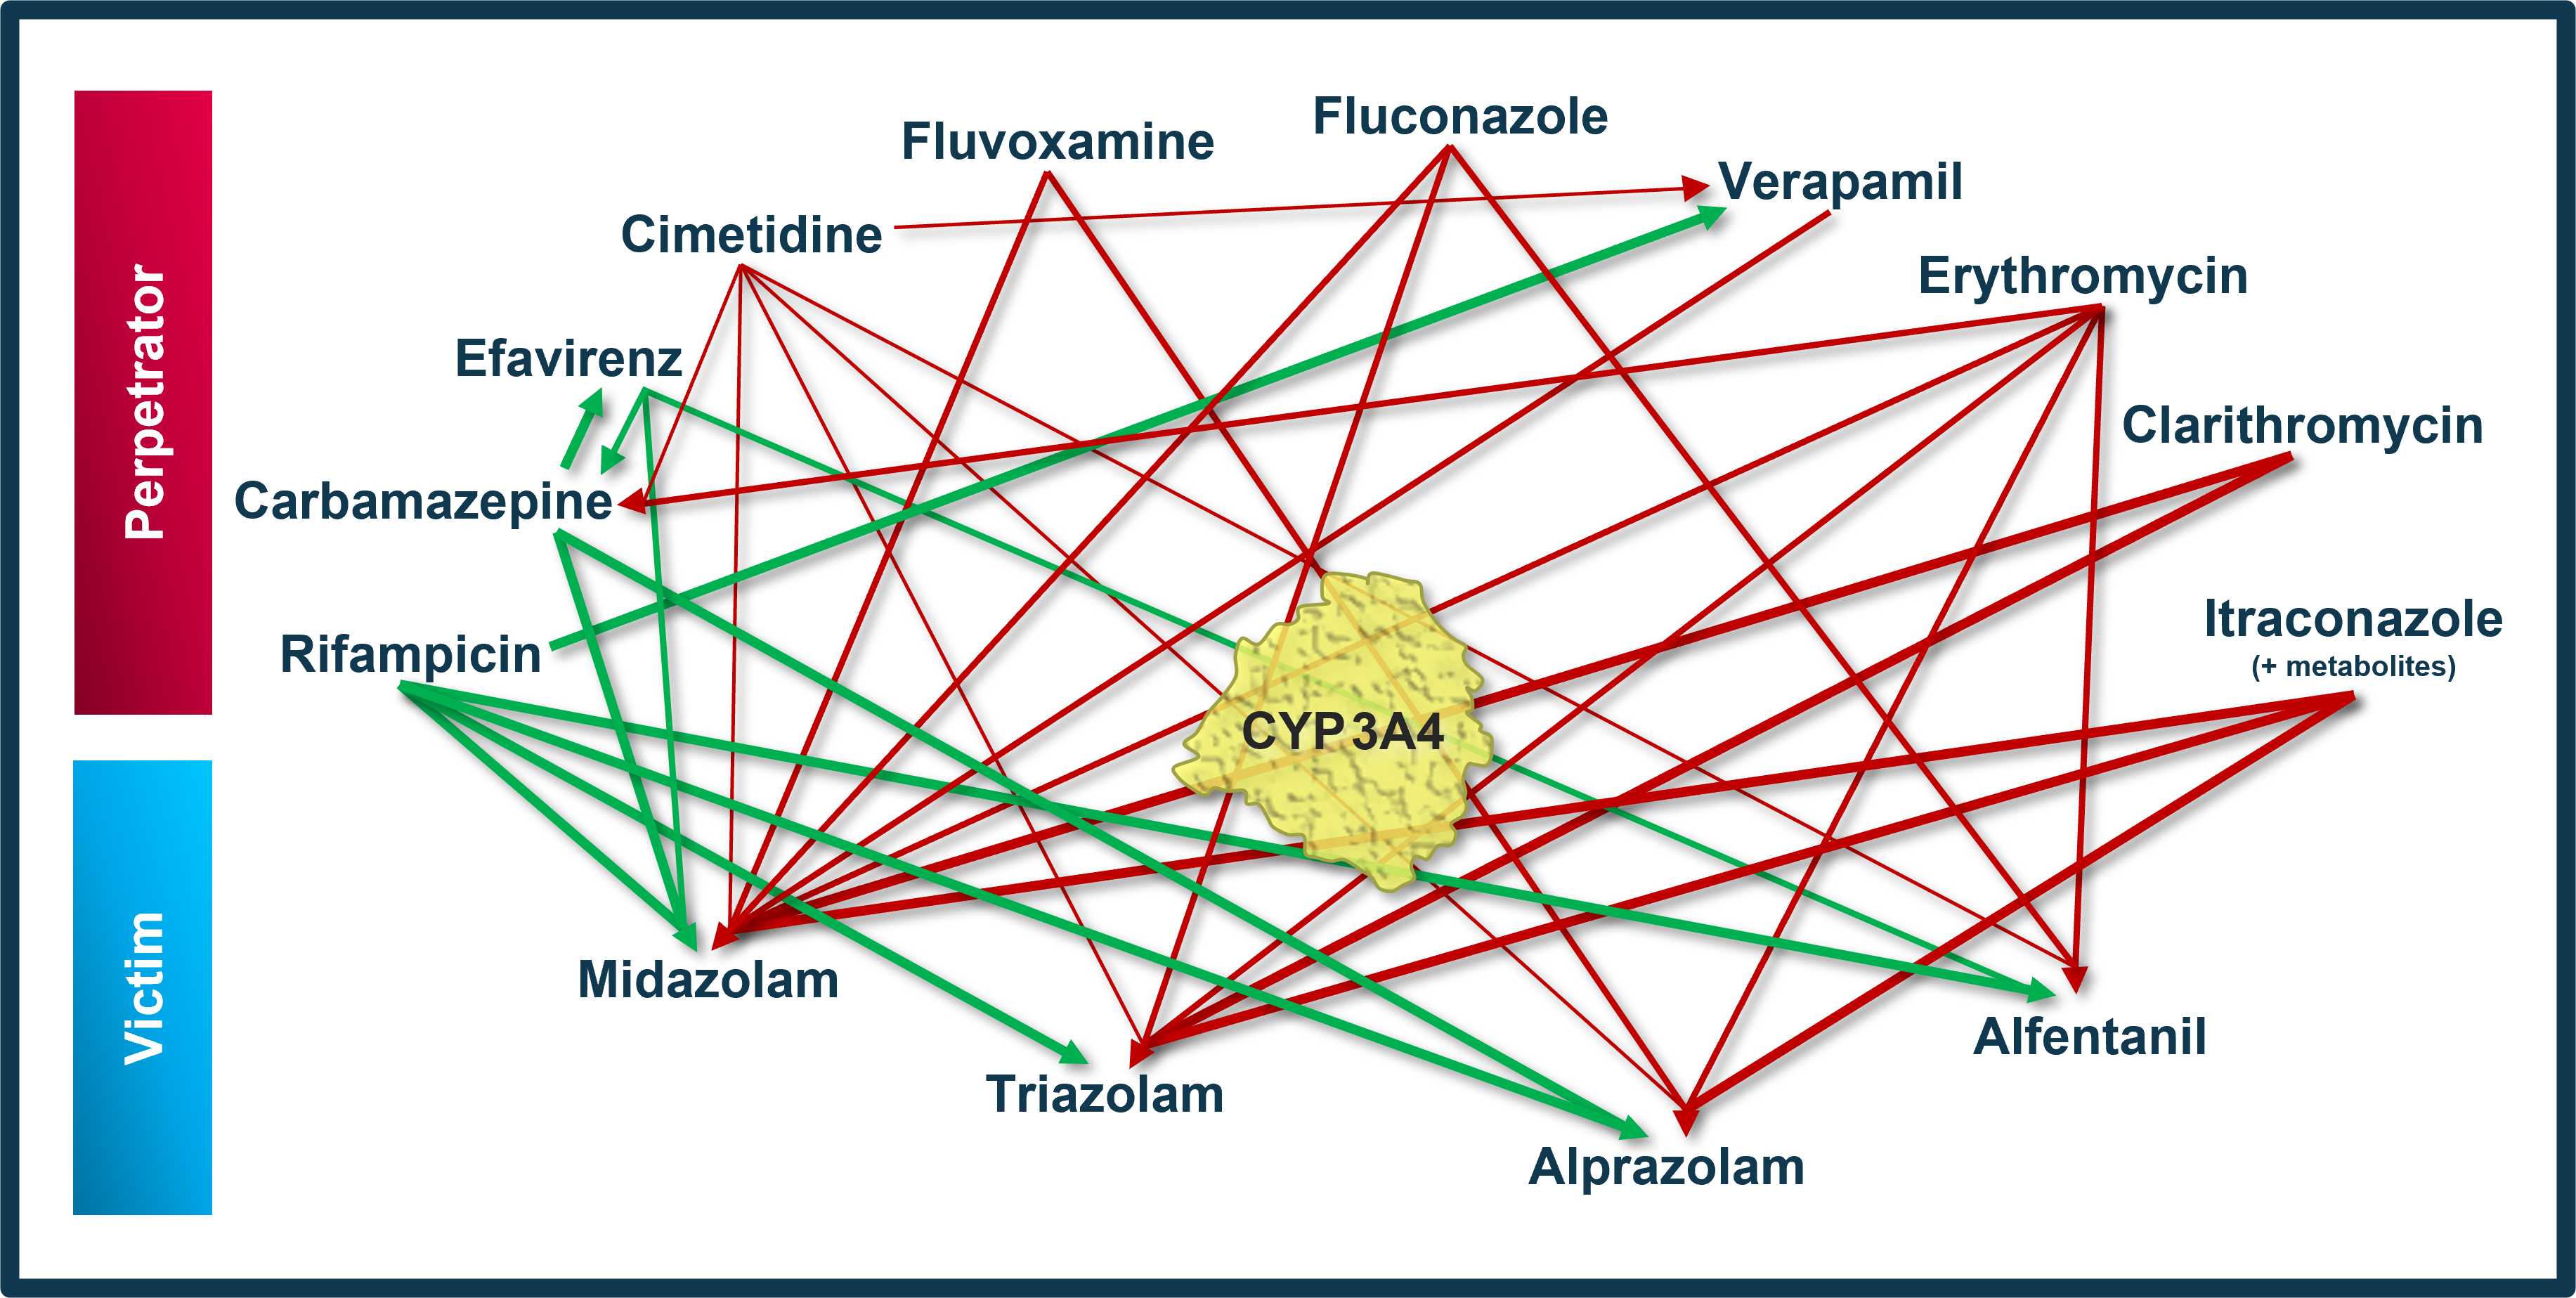 Perpetrator
Victim
Fluconazole
Fluvoxamine
Verapamil
Cimetidine
Erythromycin
Efavirenz
Clarithromycin
Carbamazepine
Itraconazole
(+ metabolites)
Rifampicin
CYP3A4
Midazolam
Alfentanil
Triazolam
Alprazolam